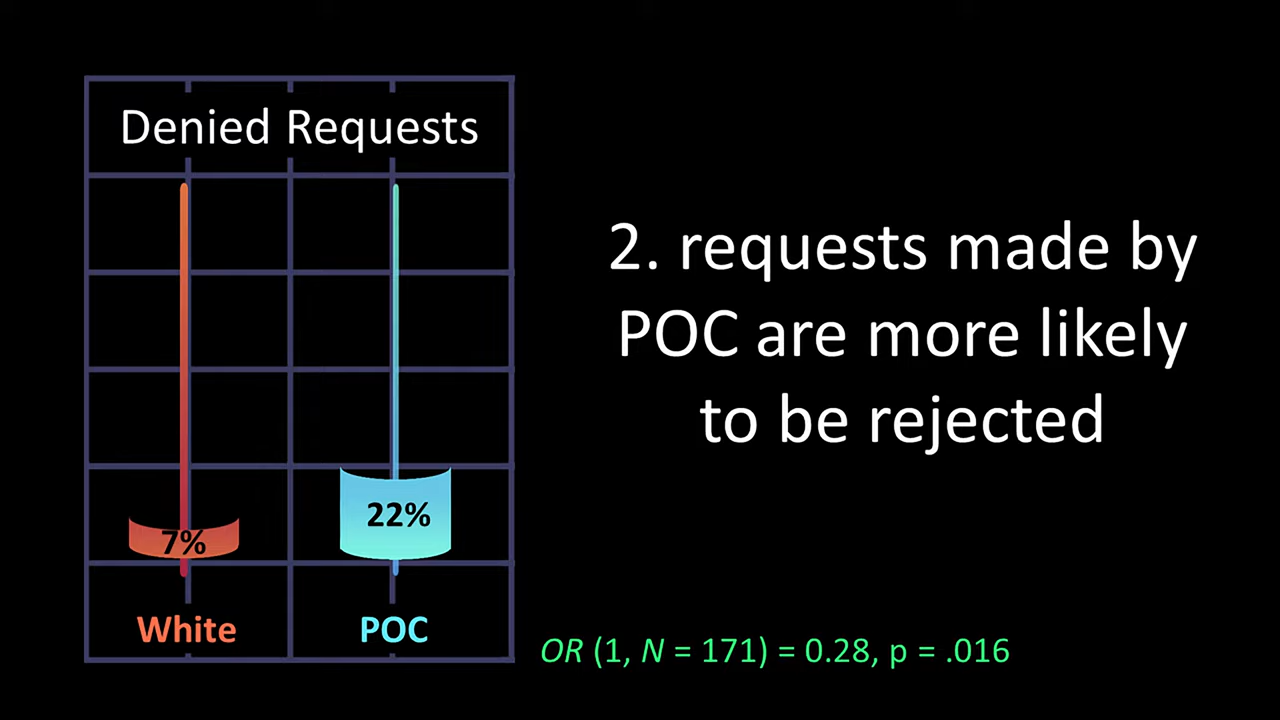 Denied Requests
7%
22%
White
POC
2. requests made by
POC are more likely
to be rejected
OR (1, N = 171) = 0.28, p = .016